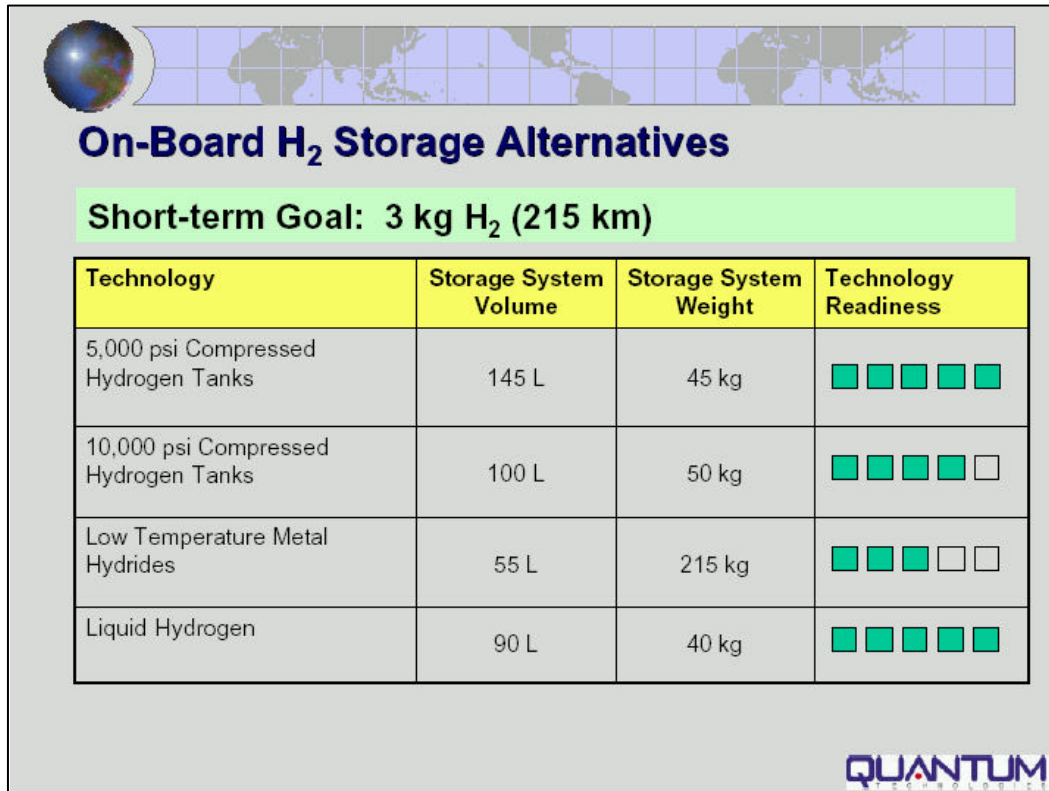 On-Board H₂ Storage Alternatives
Short-term Goal: 3 kg H₂ (215 km)
Technology
Storage System
Volume
Storage System
Weight
Technology
Readiness
5,000 psi Compressed
Hydrogen Tanks
145 L
45 kg
10,000 psi Compressed
Hydrogen Tanks
100 L
50 kg
Low Temperature Metal
Hydrides
55 L
215 kg
Liquid Hydrogen
90 L
40 kg
QUANTUM
TECHNOLOGIES